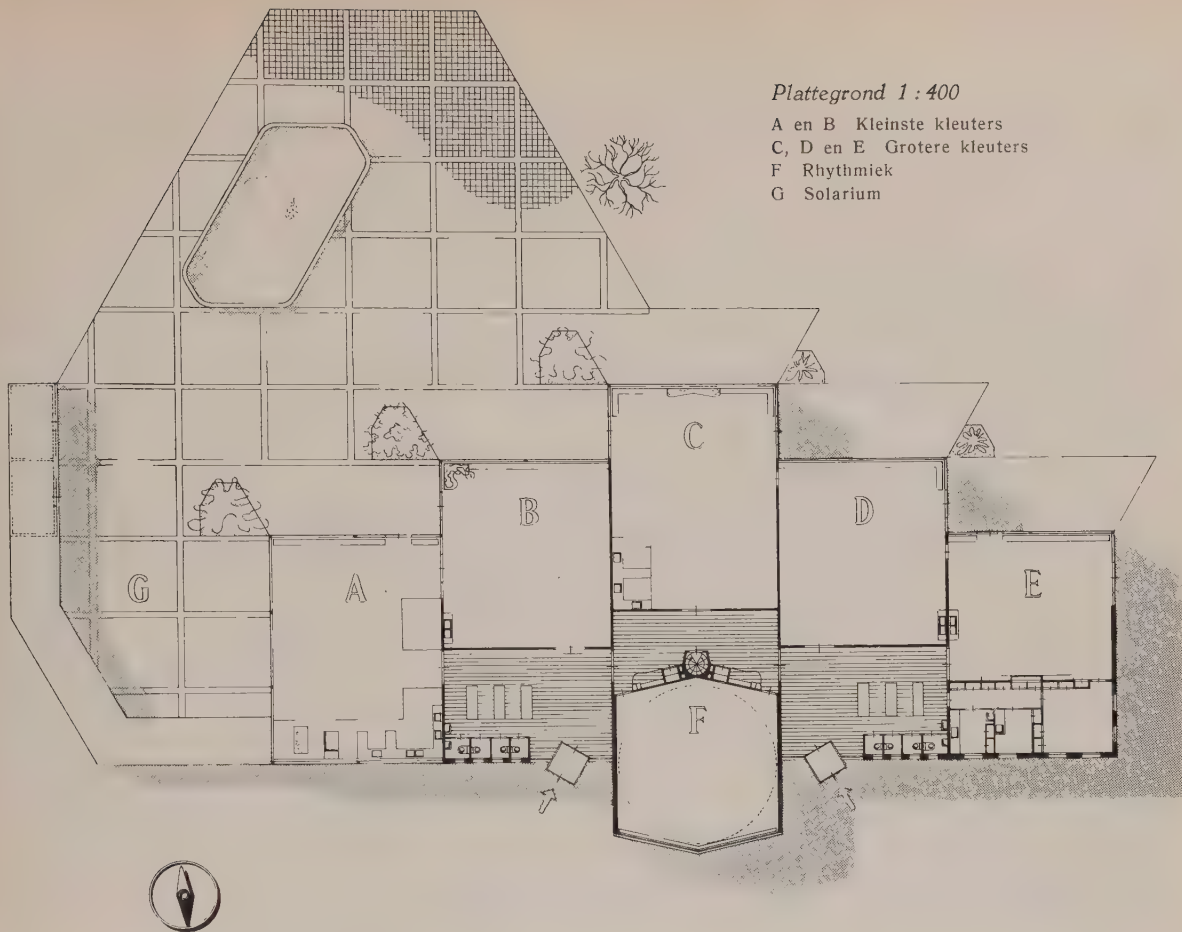 Plattegrond 1 : 400
A en B Kleinste kleuters
C, D en E Grotere kleuters
F Rhythmiek
G Solarium
C
B
D
A
G
E
F